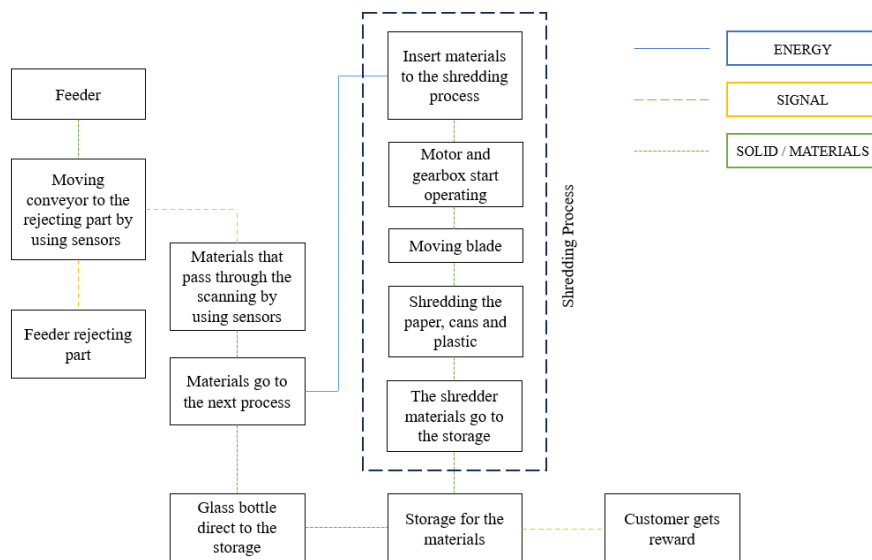 Feeder
Moving
conveyor to the
rejecting part by
using sensors
Feeder rejecting
part
Materials that
pass through the
scanning by
using sensors
Materials go to
the next process
Glass bottle
direct to the
storage
Insert materials
to the shredding
process
Motor and
gearbox start
operating
Moving blade
Shredding the
paper, cans and
plastic
The shredder
materials go to
the storage
Shredding Process
Storage for the
materials
Customer gets
reward
ENERGY
SIGNAL
SOLID / MATERIALS